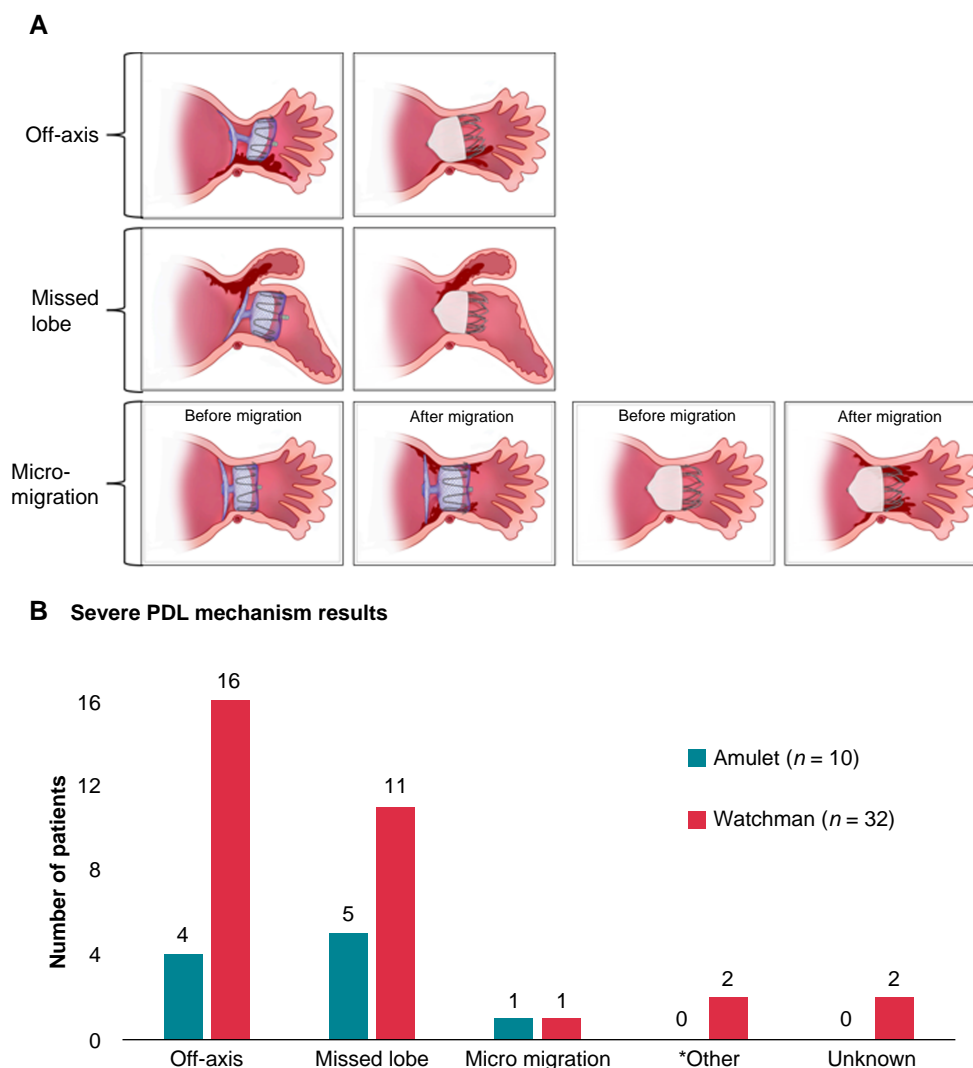 A
Off-axis
Missed
lobe
Before migration
After migration
Before migration
After migration
Micro-
migration
B Severe PDL mechanism results
Number of patients
16
12
8
4
0
4
16
5
11
1
1
0
2
0
2
Off-axis
Missed lobe
Micro migration
*Other
Unknown
Amulet (n = 10)
Watchman (n = 32)